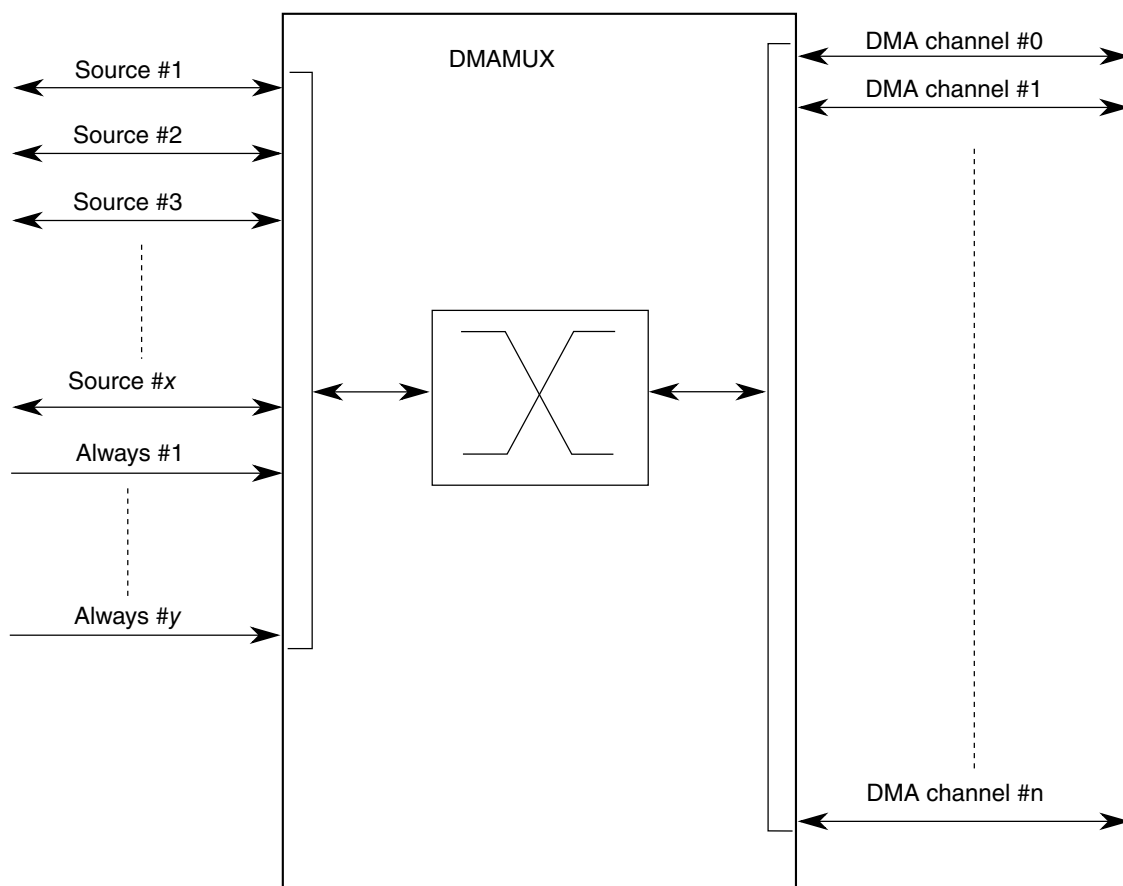 DMAMUX
Source #1
Source #2
Source #3
Source #x
Always #1
Always #y
DMA channel #0
DMA channel #1
DMA channel #n